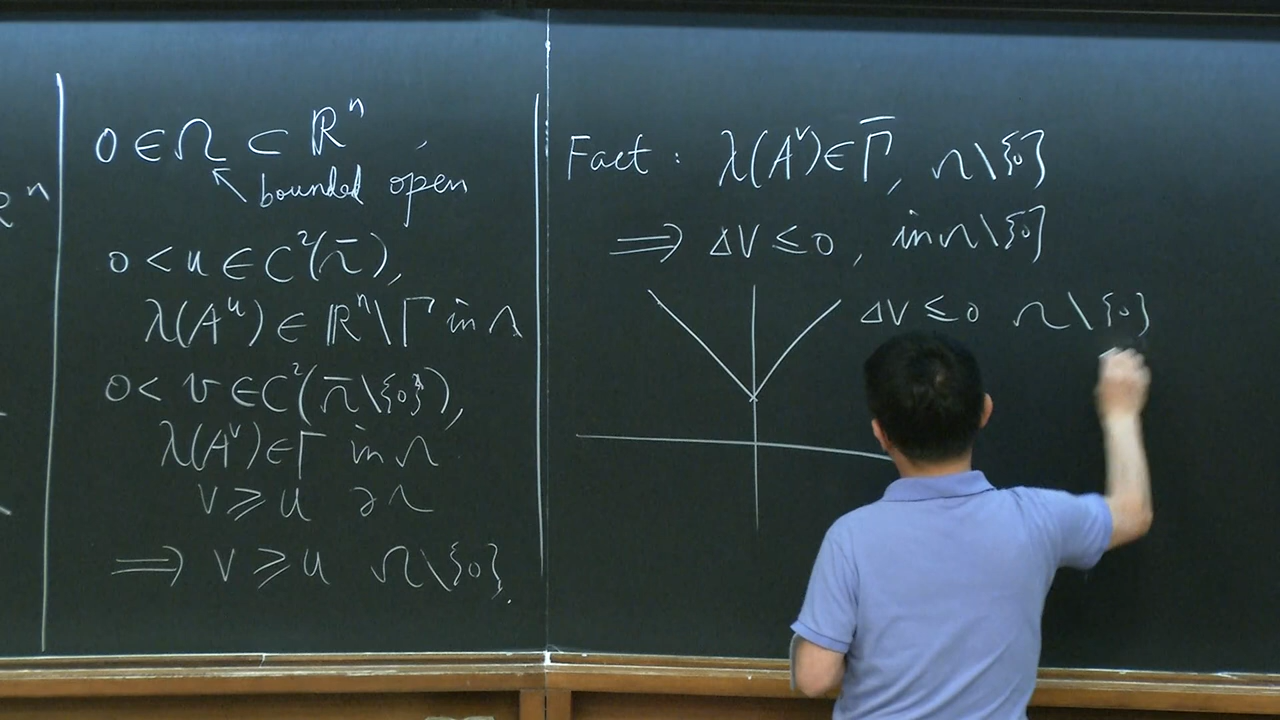 ℝⁿ
0 ∈ Ω ⊂ ℝⁿ ,
bounded open
0 < u ∈ C²(Ω̄),
λ(Aᵘ) ∈ ℝⁿ\Γ in Ω
0 < v ∈ C²(Ω̄\{0}),
λ(Aᵛ) ∈ Γ in Ω
v ⩾ u ∂Ω
⟹ v ⩾ u Ω\{0}.
Fact : λ(Aᵛ) ∈ Γ̄, Ω\{0}
⟹ Δv ≤ 0, in Ω\{0}
Δv ≤ 0 Ω\{0}